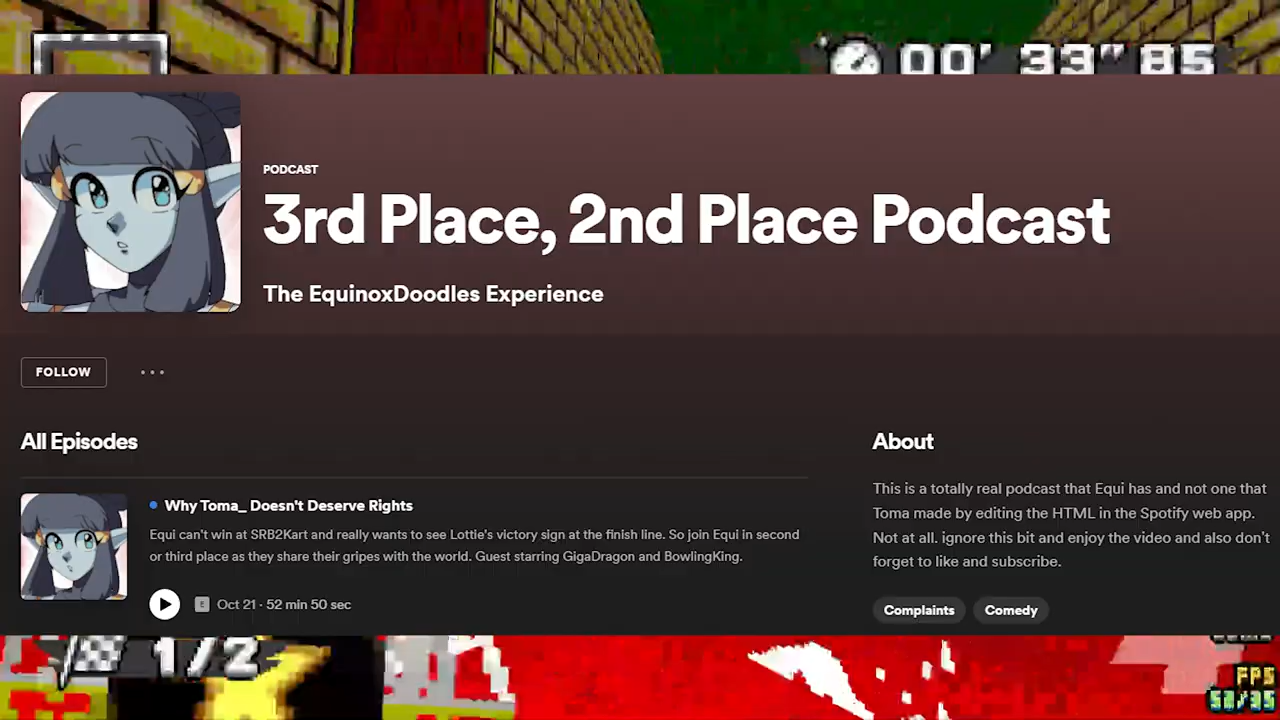 00' 33" 85
PODCAST
3rd Place, 2nd Place Podcast
The EquinoxDoodles Experience
FOLLOW
All Episodes
About
Why Toma_ Doesn't Deserve Rights
Equi can't win at SRB2Kart and really wants to see Lottie's victory sign at the finish line. So join Equi in second
or third place as they share their gripes with the world. Guest starring GigaDragon and BowlingKing.
E Oct 21 · 52 min 50 sec
This is a totally real podcast that Equi has and not one that
Toma made by editing the HTML in the Spotify web app.
Not at all. ignore this bit and enjoy the video and also don't
forget to like and subscribe.
Complaints Comedy
1/2
FPS